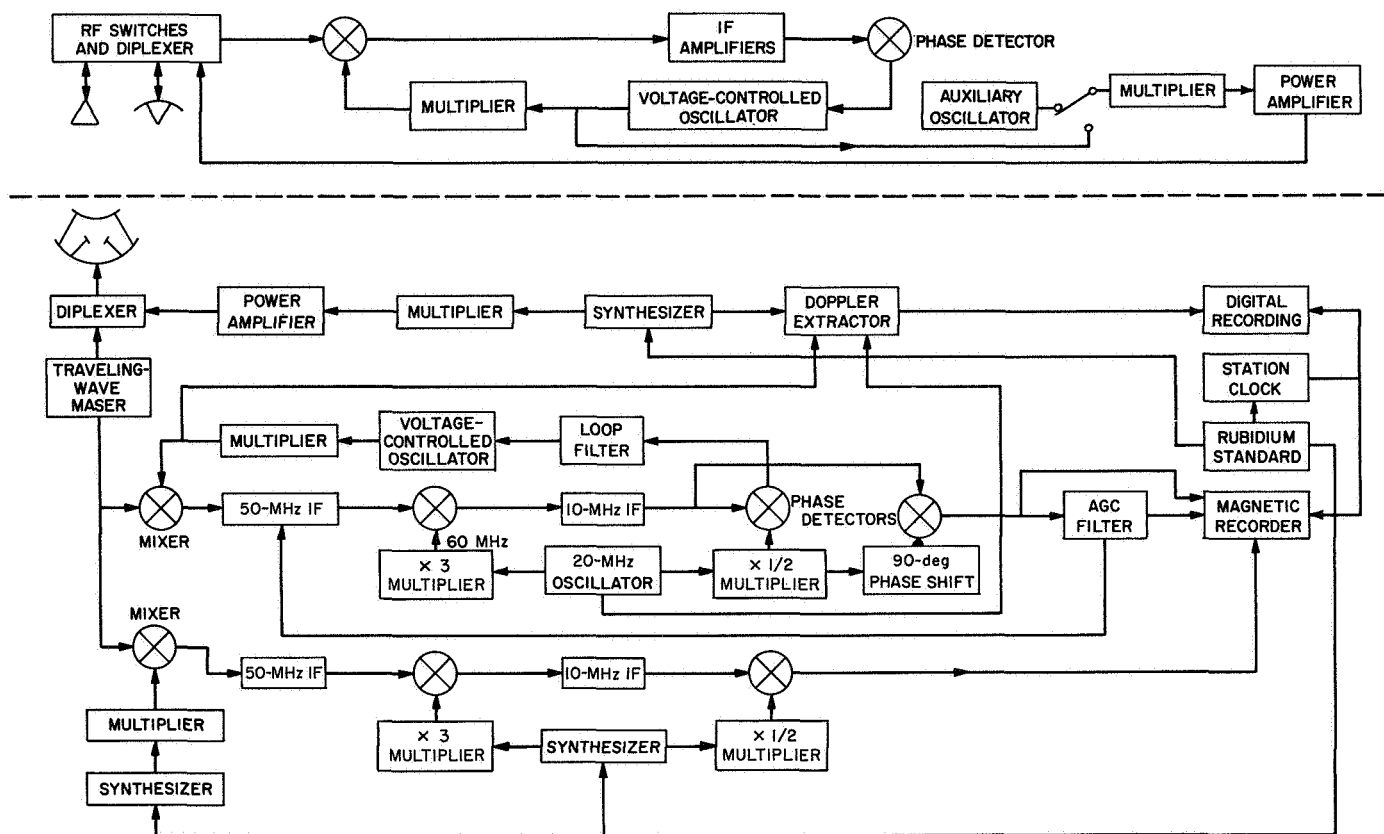 RF SWITCHES
AND DIPLEXER
IF
AMPLIFIERS
PHASE DETECTOR
MULTIPLIER
VOLTAGE-CONTROLLED
OSCILLATOR
AUXILIARY
OSCILLATOR
MULTIPLIER
POWER
AMPLIFIER
DIPLEXER
POWER
AMPLIFIER
MULTIPLIER
SYNTHESIZER
DOPPLER
EXTRACTOR
DIGITAL
RECORDING
TRAVELING-
WAVE
MASER
STATION
CLOCK
MULTIPLIER
VOLTAGE-
CONTROLLED
OSCILLATOR
LOOP
FILTER
RUBIDIUM
STANDARD
MIXER
50-MHz IF
10-MHz IF
PHASE
DETECTORS
AGC
FILTER
MAGNETIC
RECORDER
60 MHz
× 3
MULTIPLIER
20-MHz
OSCILLATOR
× 1/2
MULTIPLIER
90-deg
PHASE SHIFT
MIXER
50-MHz IF
10-MHz IF
MULTIPLIER
× 3
MULTIPLIER
SYNTHESIZER
× 1/2
MULTIPLIER
SYNTHESIZER